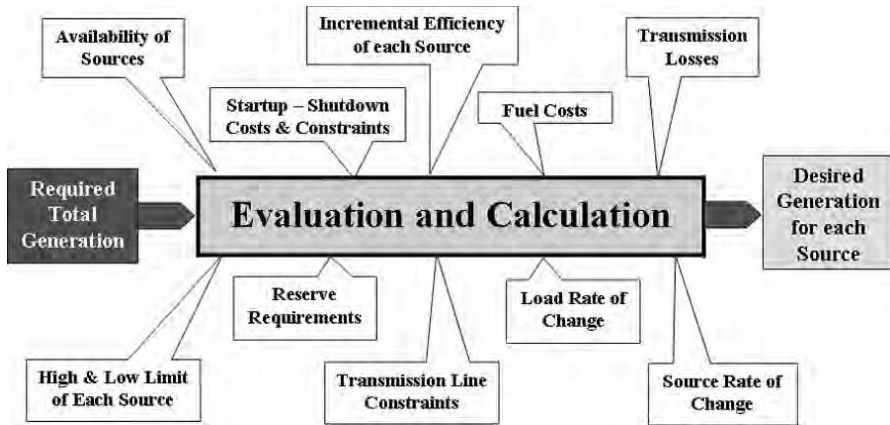 Availability of
Sources
Incremental Efficiency
of each Source
Transmission
Losses
Startup – Shutdown
Costs & Constraints
Fuel Costs
Required
Total
Generation
Evaluation and Calculation
Desired
Generation
for each
Source
Reserve
Requirements
Load Rate of
Change
High & Low Limit
of Each Source
Transmission Line
Constraints
Source Rate of
Change